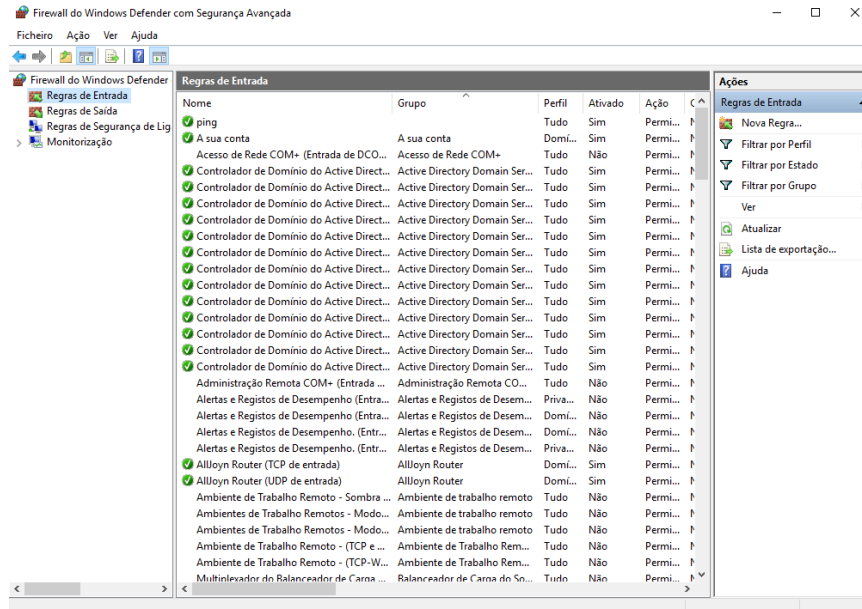 Firewall do Windows Defender com Segurança Avançada
Ficheiro Ação Ver Ajuda
Firewall do Windows Defender
Regras de Entrada
Regras de Saída
Regras de Segurança de Lig
Monitorização
Regras de Entrada
Nome Grupo Perfil Ativado Ação
ping Tudo Sim Permi...
A sua conta A sua conta Domí... Sim Permi...
Acesso de Rede COM+ (Entrada de DCO... Acesso de Rede COM+ Tudo Não Permi...
Controlador de Domínio do Active Direct... Active Directory Domain Ser... Tudo Sim Permi...
Controlador de Domínio do Active Direct... Active Directory Domain Ser... Tudo Sim Permi...
Controlador de Domínio do Active Direct... Active Directory Domain Ser... Tudo Sim Permi...
Controlador de Domínio do Active Direct... Active Directory Domain Ser... Tudo Sim Permi...
Controlador de Domínio do Active Direct... Active Directory Domain Ser... Tudo Sim Permi...
Controlador de Domínio do Active Direct... Active Directory Domain Ser... Tudo Sim Permi...
Controlador de Domínio do Active Direct... Active Directory Domain Ser... Tudo Sim Permi...
Controlador de Domínio do Active Direct... Active Directory Domain Ser... Tudo Sim Permi...
Controlador de Domínio do Active Direct... Active Directory Domain Ser... Tudo Sim Permi...
Controlador de Domínio do Active Direct... Active Directory Domain Ser... Tudo Sim Permi...
Controlador de Domínio do Active Direct... Active Directory Domain Ser... Tudo Sim Permi...
Controlador de Domínio do Active Direct... Active Directory Domain Ser... Tudo Sim Permi...
Controlador de Domínio do Active Direct... Active Directory Domain Ser... Tudo Sim Permi...
Administração Remota COM+ (Entrada ... Administração Remota CO... Tudo Não Permi...
Alertas e Registos de Desempenho (Entra... Alertas e Registos de Desem... Priva... Não Permi...
Alertas e Registos de Desempenho (Entra... Alertas e Registos de Desem... Domí... Não Permi...
Alertas e Registos de Desempenho. (Entr... Alertas e Registos de Desem... Domí... Não Permi...
Alertas e Registos de Desempenho. (Entr... Alertas e Registos de Desem... Priva... Não Permi...
AllJoyn Router (TCP de entrada) AllJoyn Router Domí... Sim Permi...
AllJoyn Router (UDP de entrada) AllJoyn Router Domí... Sim Permi...
Ambiente de Trabalho Remoto - Sombra ... Ambiente de trabalho remoto Tudo Não Permi...
Ambientes de Trabalho Remotos - Modo... Ambiente de trabalho remoto Tudo Não Permi...
Ambientes de Trabalho Remotos - Modo... Ambiente de trabalho remoto Tudo Não Permi...
Ambiente de Trabalho Remoto - (TCP e ... Ambiente de Trabalho Rem... Tudo Não Permi...
Ambiente de Trabalho Remoto - (TCP-W... Ambiente de Trabalho Rem... Tudo Não Permi...
Multiplexador do Balanceador de Carga ... Balanceador de Carga do So... Tudo Não Permi...
Ações
Regras de Entrada
Nova Regra...
Filtrar por Perfil
Filtrar por Estado
Filtrar por Grupo
Ver
Atualizar
Lista de exportação...
Ajuda